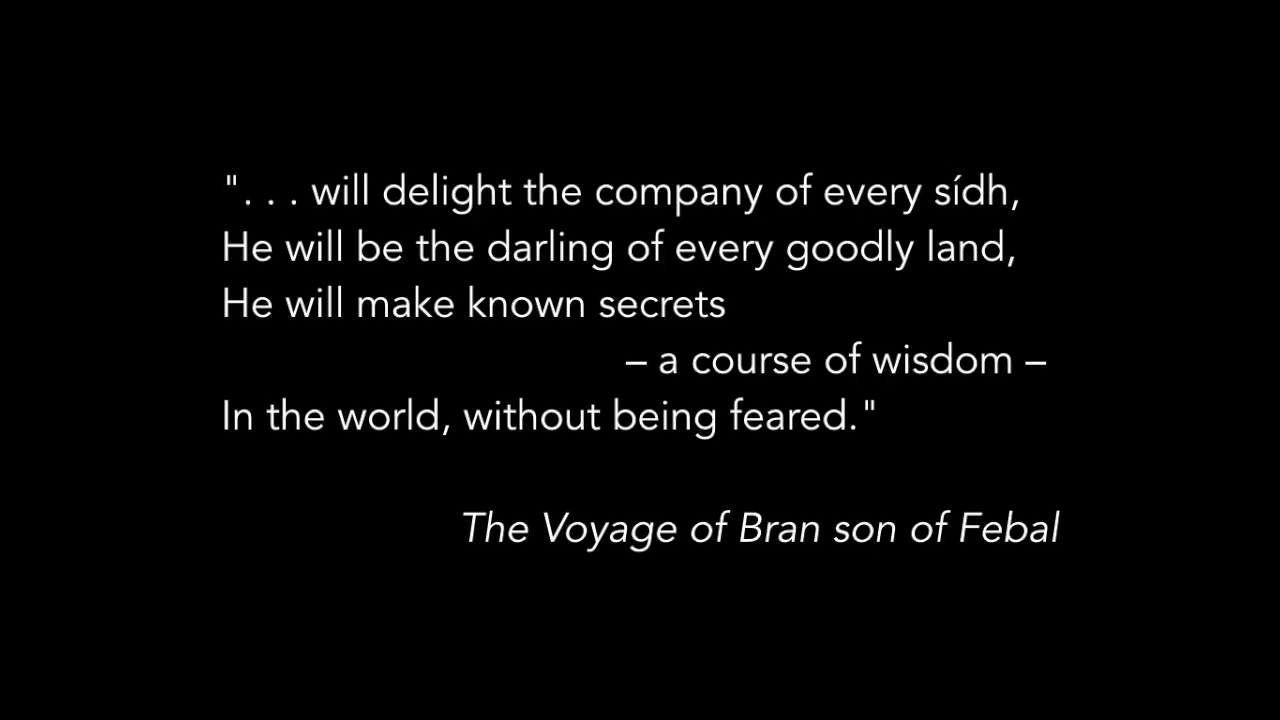 ". . . will delight the company of every sídh,
He will be the darling of every goodly land,
He will make known secrets
– a course of wisdom –
In the world, without being feared."
The Voyage of Bran son of Febal